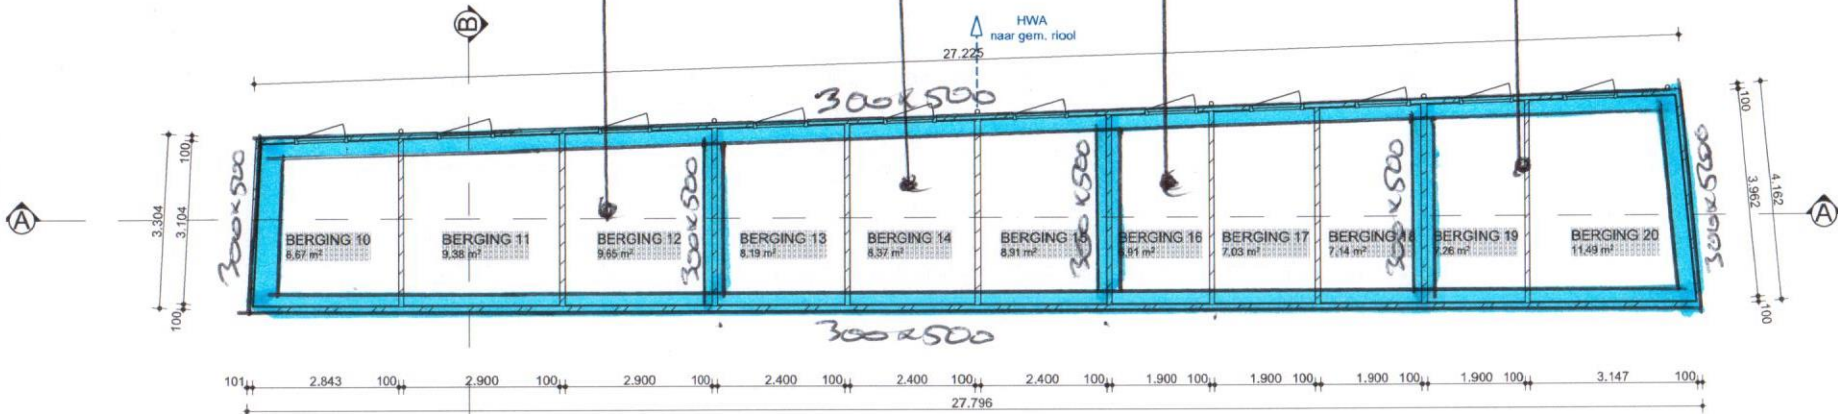 B
HWA
naar gem. riool
27.225
300x500
100
3.304
3.104
100
300x500
300x500
300x500
300x500
300x500
100
3.962
4.162
100
A
A
BERGING 10
8,67 m²
BERGING 11
9,38 m²
BERGING 12
9,65 m²
BERGING 13
8,19 m²
BERGING 14
8,37 m²
BERGING 15
8,91 m²
BERGING 16
6,91 m²
BERGING 17
7,03 m²
BERGING 18
7,14 m²
BERGING 19
7,26 m²
BERGING 20
11,49 m²
300x500
101 2.843 100 2.900 100 2.900 100 2.400 100 2.400 100 2.400 100 1.900 100 1.900 100 1.900 100 1.900 100 3.147 100
27.796